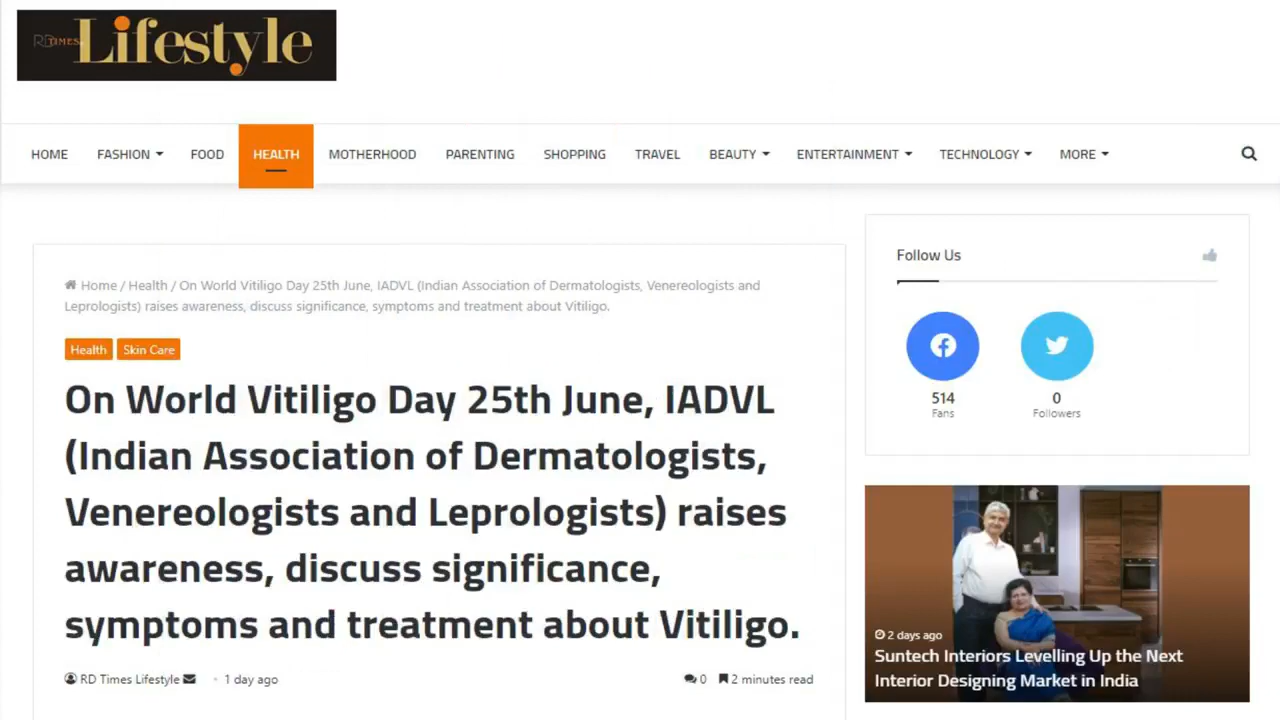 RD TIMES Lifestyle
HOME FASHION FOOD HEALTH MOTHERHOOD PARENTING SHOPPING TRAVEL BEAUTY ENTERTAINMENT TECHNOLOGY MORE
Home / Health / On World Vitiligo Day 25th June, IADVL (Indian Association of Dermatologists, Venereologists and
Leprologists) raises awareness, discuss significance, symptoms and treatment about Vitiligo.
Health Skin Care
On World Vitiligo Day 25th June, IADVL
(Indian Association of Dermatologists,
Venereologists and Leprologists) raises
awareness, discuss significance,
symptoms and treatment about Vitiligo.
RD Times Lifestyle 1 day ago 0 2 minutes read
Follow Us
514 0
Fans Followers
2 days ago
Suntech Interiors Levelling Up the Next
Interior Designing Market in India